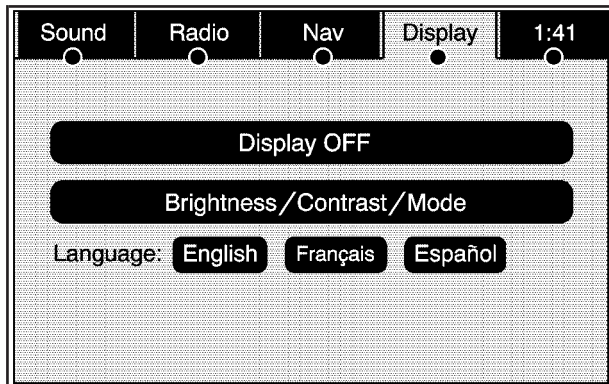 Sound Radio Nav Display 1:41
Display OFF
Brightness/Contrast/Mode
Language: English Français Español